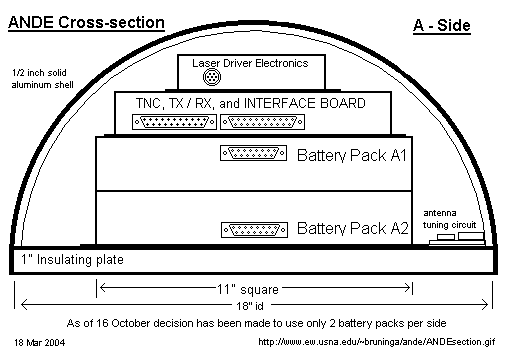 ANDE Cross-section
A - Side
Laser Driver Electronics
1/2 inch solid
aluminum shell
TNC, TX / RX, and INTERFACE BOARD
Battery Pack A1
Battery Pack A2
antenna
tuning circuit
1" Insulating plate
11" square
18" id
As of 16 October decision has been made to use only 2 battery packs per side
18 Mar 2004
http://www.ew.usna.edu/~bruninga/ande/ANDEsection.gif